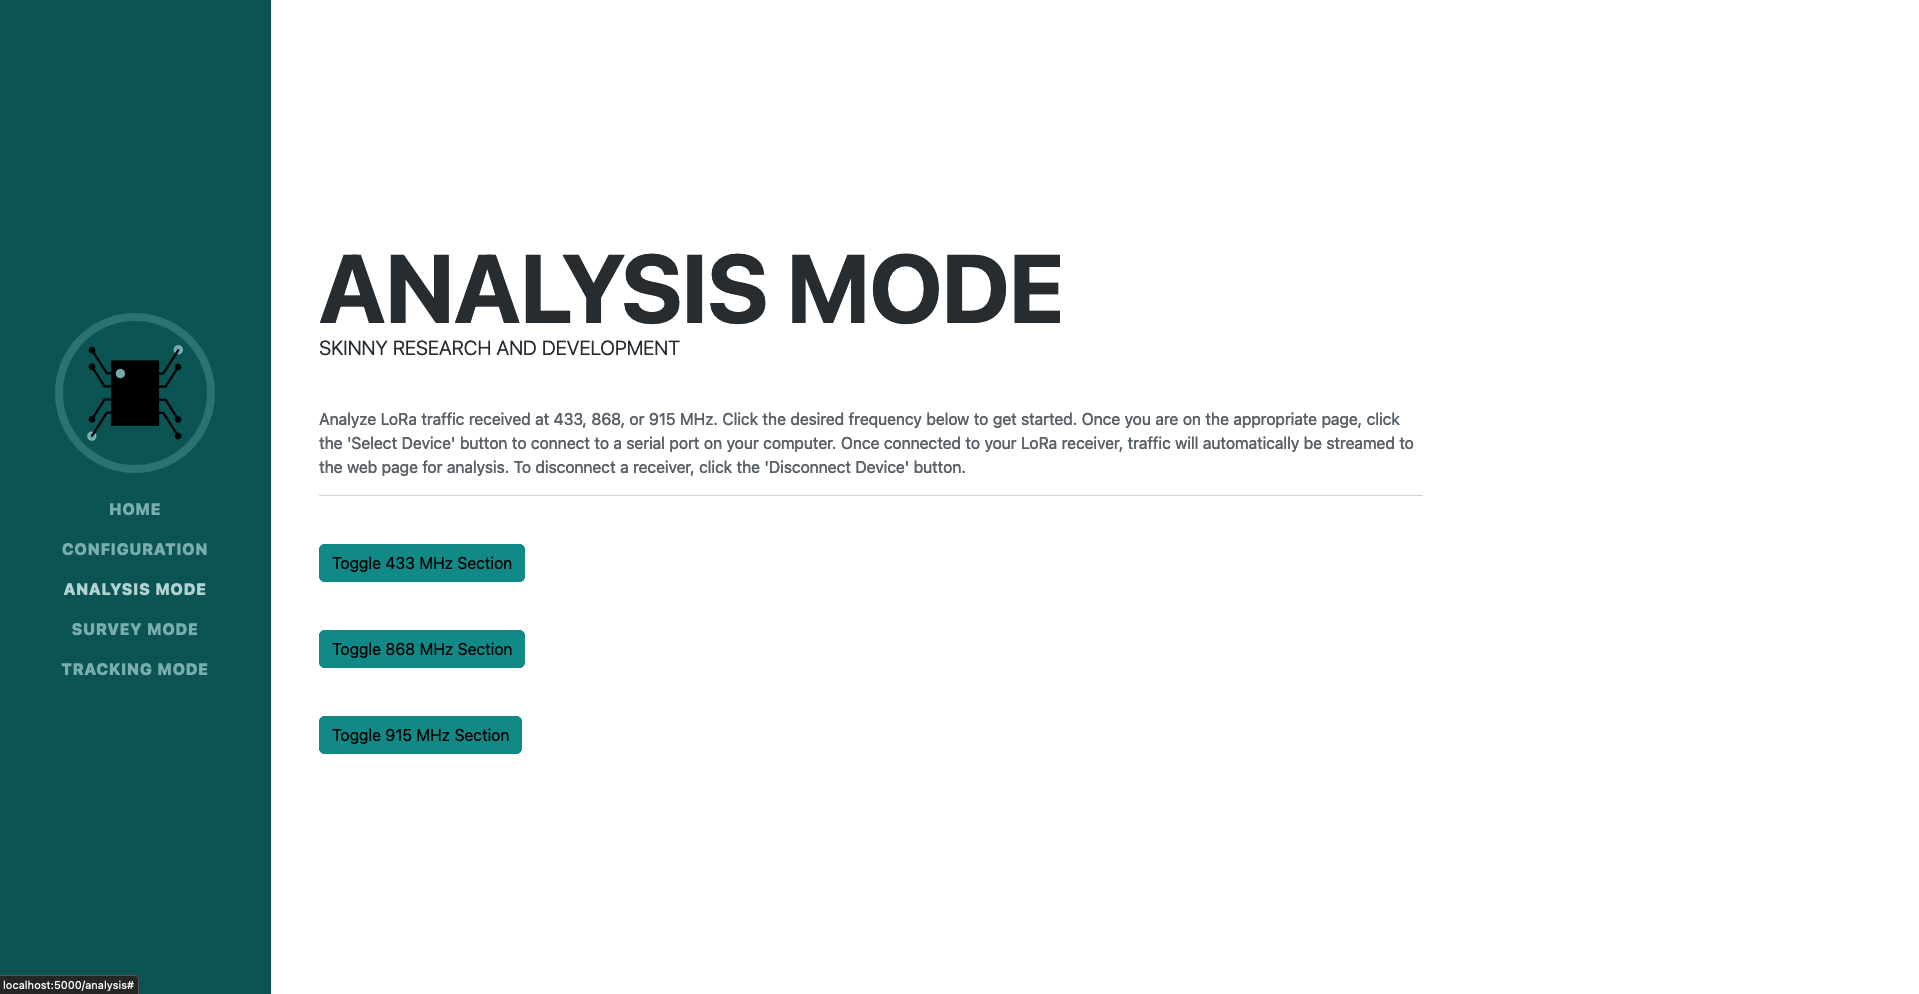 HOME
CONFIGURATION
ANALYSIS MODE
SURVEY MODE
TRACKING MODE
ANALYSIS MODE
SKINNY RESEARCH AND DEVELOPMENT
Analyze LoRa traffic received at 433, 868, or 915 MHz. Click the desired frequency below to get started. Once you are on the appropriate page, click
the 'Select Device' button to connect to a serial port on your computer. Once connected to your LoRa receiver, traffic will automatically be streamed to
the web page for analysis. To disconnect a receiver, click the 'Disconnect Device' button.
Toggle 433 MHz Section
Toggle 868 MHz Section
Toggle 915 MHz Section
localhost:5000/analysis#